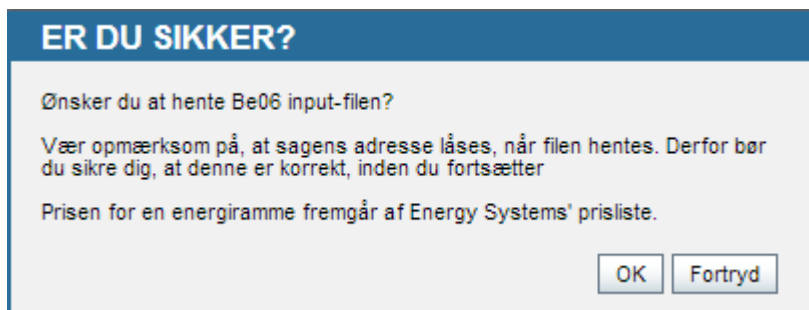 ER DU SIKKER?
Ønsker du at hente Be06 input-filen?
Vær opmærksom på, at sagens adresse låses, når filen hentes. Derfor bør
du sikre dig, at denne er korrekt, inden du fortsætter
Prisen for en energiramme fremgår af Energy Systems' prisliste.
OK Fortryd